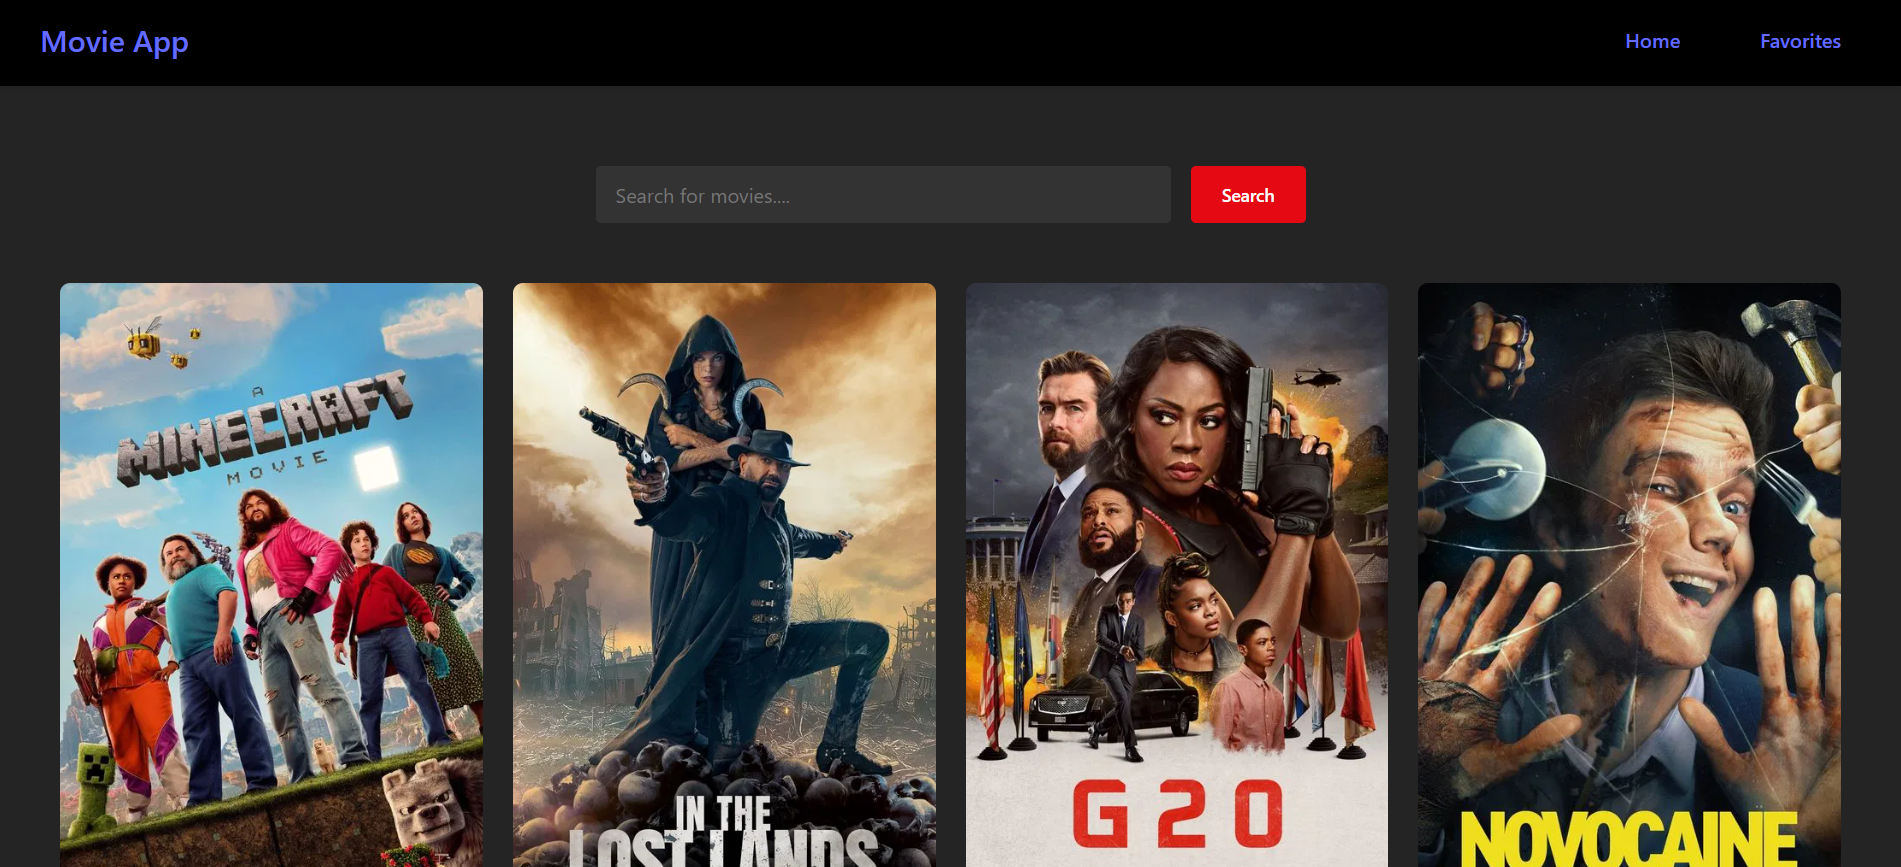 Movie App
Home
Favorites
Search for movies....
Search
A
MINECRAFT
MOVIE
IN THE
LOST LANDS
G20
NOVOCAINE